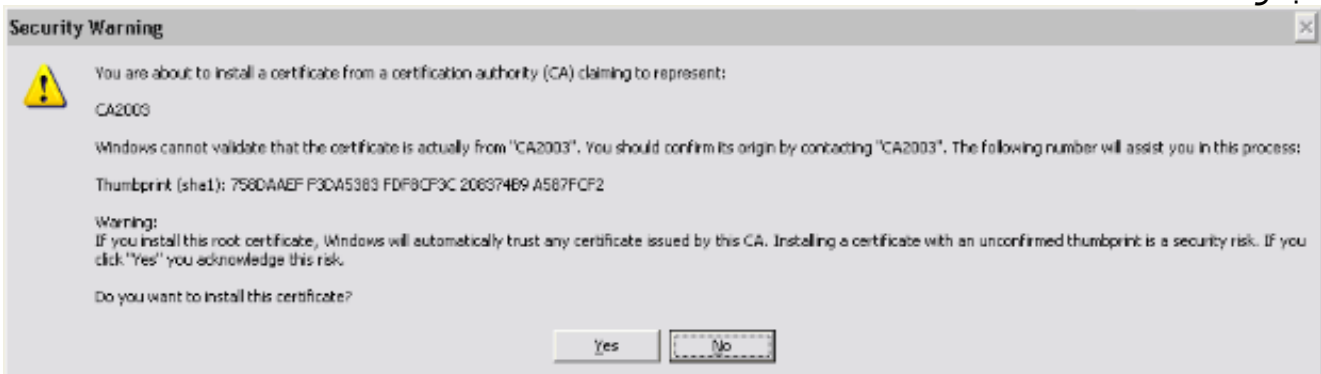 Security Warning
You are about to install a certificate from a certification authority (CA) claiming to represent:
CA2003
Windows cannot validate that the certificate is actually from "CA2003". You should confirm its origin by contacting "CA2003". The following number will assist you in this process:
Thumbprint (sha1): 758DAAEF F3DA5383 FDF8CF3C 208374B9 A587FCF2
Warning:
If you install this root certificate, Windows will automatically trust any certificate issued by this CA. Installing a certificate with an unconfirmed thumbprint is a security risk. If you
click "Yes" you acknowledge this risk.
Do you want to install this certificate?
Yes
No